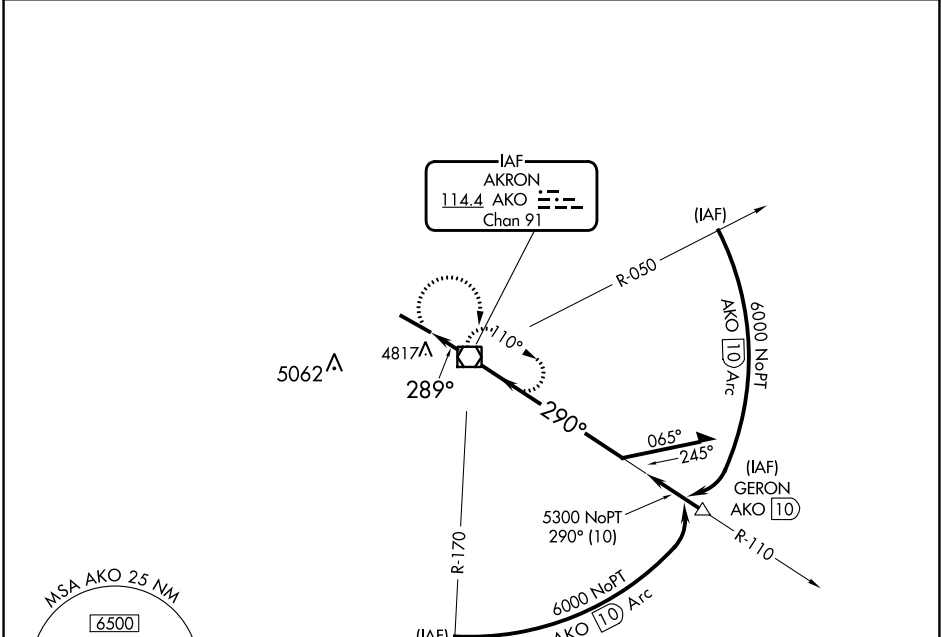 IAF
AKRON
114.4 AKO
Chan 91
(IAF)
R-050
6000 NoPT
AKO 10 Arc
110°
4817
5062
289°
290°
065°
245°
(IAF)
GERON
AKO 10
5300 NoPT
290° (10)
R-110
R-170
6000 NoPT
AKO 10 Arc
(IAF)
MSA AKO 25 NM
6500